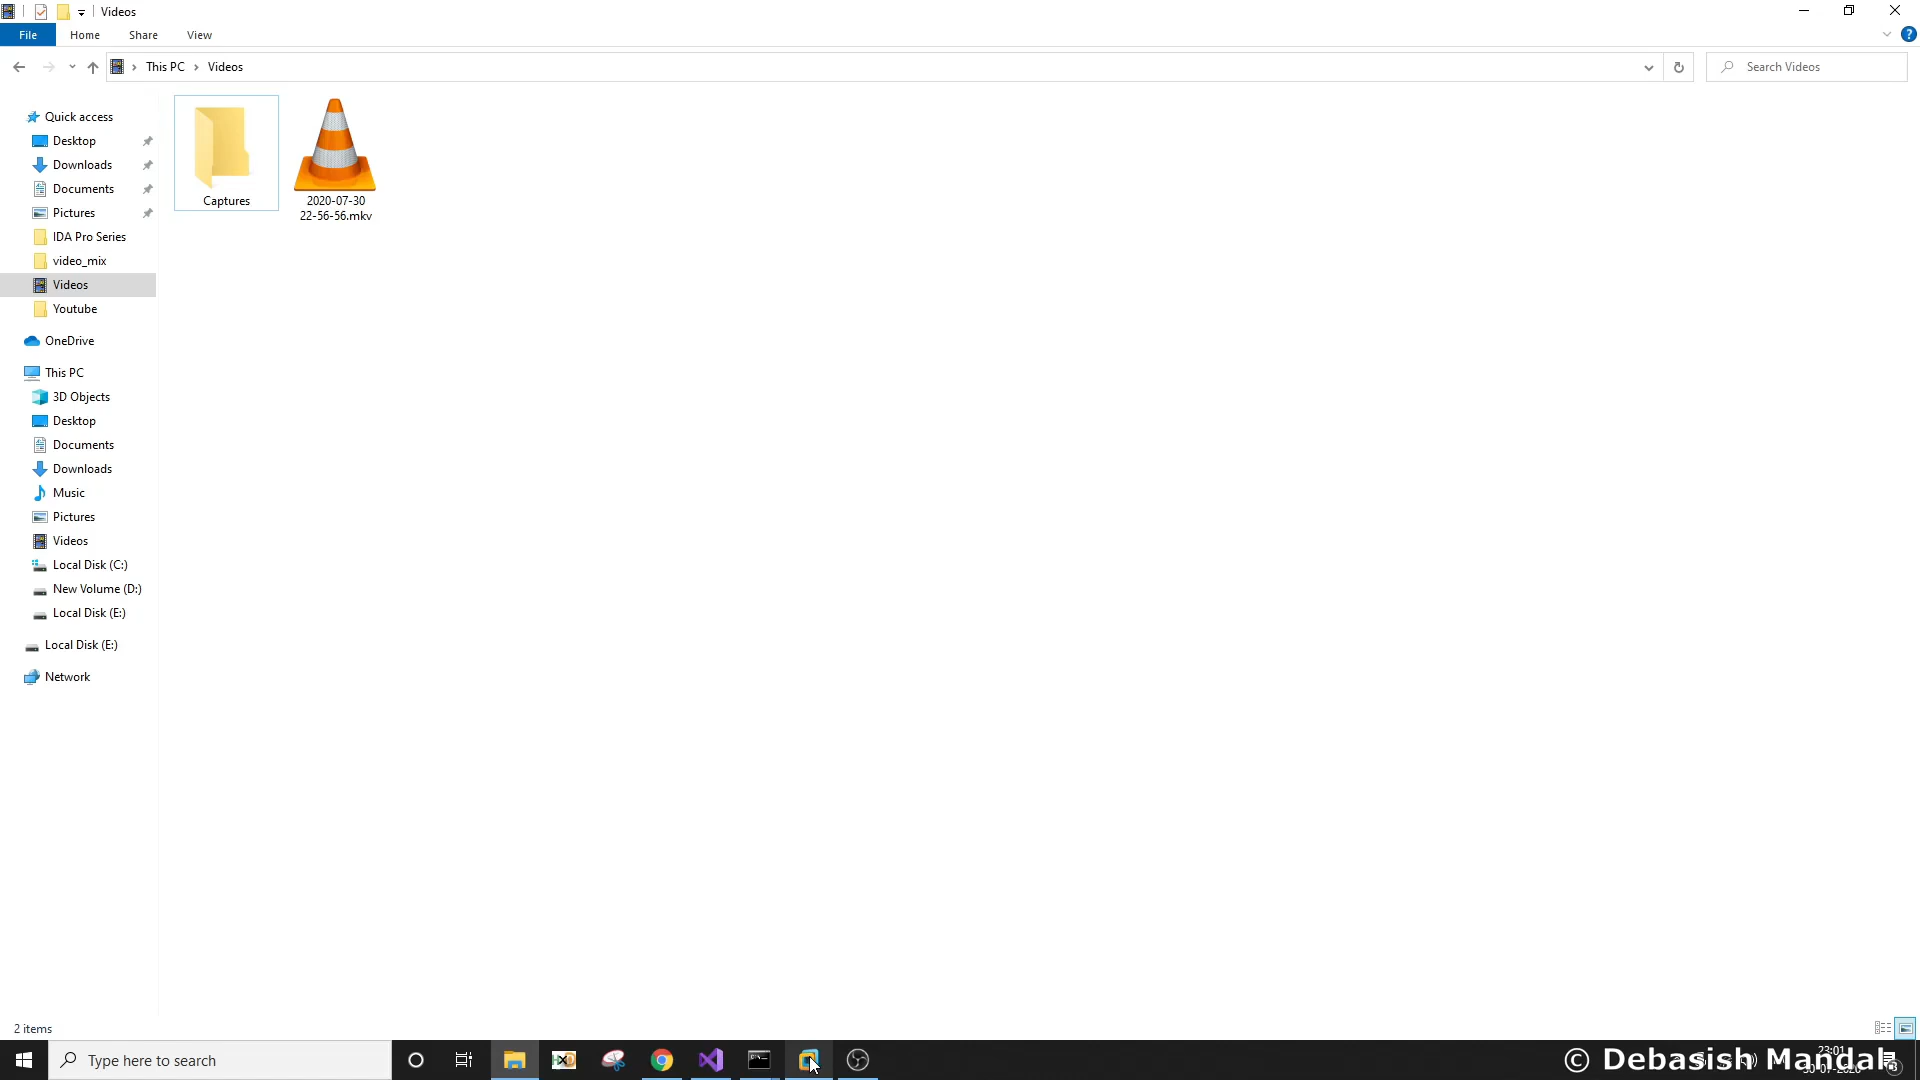 Videos
File Home Share View
This PC Videos
Search Videos
Quick access
Desktop
Downloads
Documents
Pictures
IDA Pro Series
video_mix
Videos
Youtube
OneDrive
This PC
3D Objects
Desktop
Documents
Downloads
Music
Pictures
Videos
Local Disk (C:)
New Volume (D:)
Local Disk (E:)
Local Disk (E:)
Network
Captures
2020-07-30
22-56-56.mkv
2 items
Type here to search
23:01
© Debasish Mandal